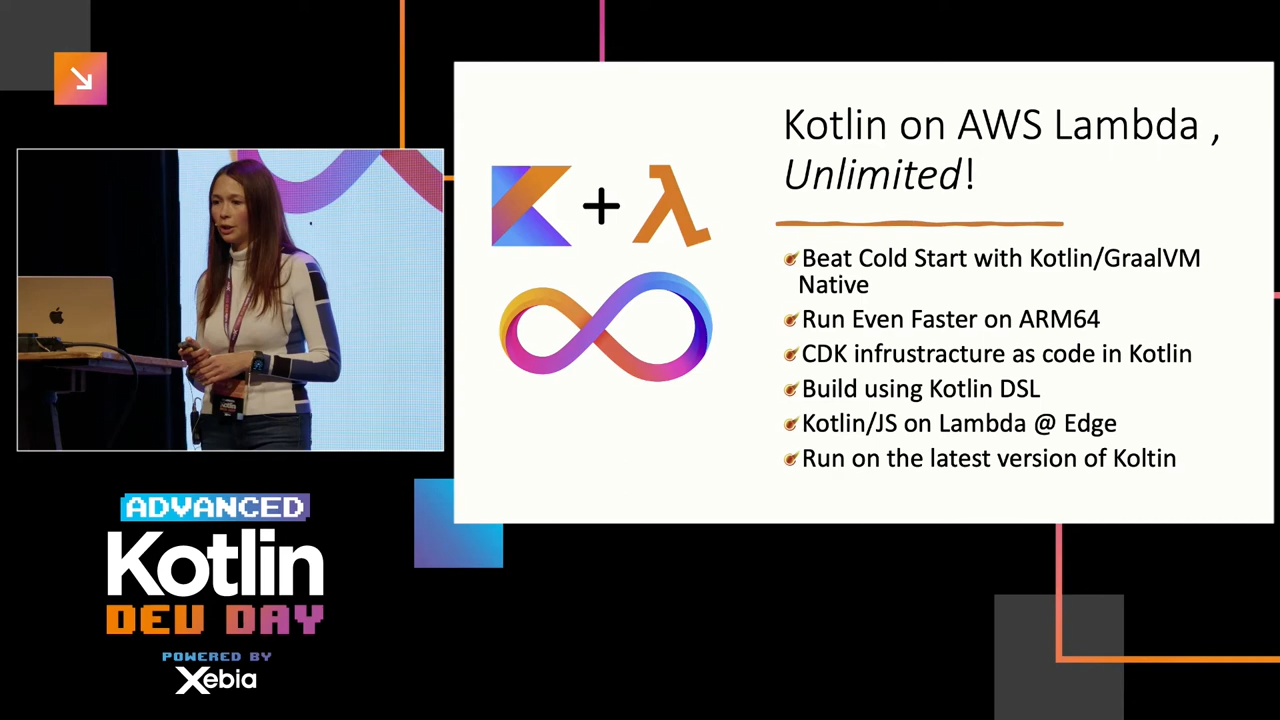 Kotlin on AWS Lambda ,
Unlimited!
Beat Cold Start with Kotlin/GraalVM
Native
Run Even Faster on ARM64
CDK infrustracture as code in Kotlin
Build using Kotlin DSL
Kotlin/JS on Lambda @ Edge
Run on the latest version of Koltin
ADVANCED
Kotlin
DEV DAY
POWERED BY
Xebia